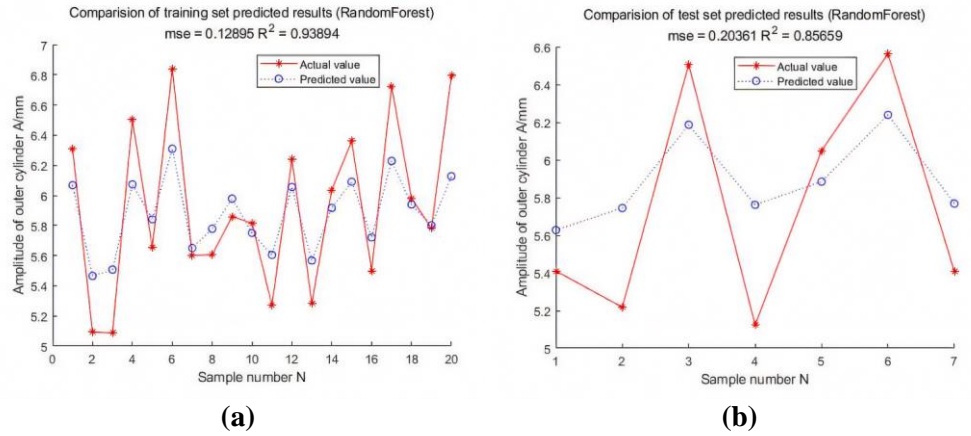 Comparision of training set predicted results (RandomForest)
mse = 0.12895 R² = 0.93894
Actual value
Predicted value
Amplitude of outer cylinder A/mm
7
6.8
6.6
6.4
6.2
6
5.8
5.6
5.4
5.2
5
0 2 4 6 8 10 12 14 16 18 20
Sample number N
(a)
Comparision of test set predicted results (RandomForest)
mse = 0.20361 R² = 0.85659
Actual value
Predicted value
Amplitude of outer cylinder A/mm
6.6
6.4
6.2
6
5.8
5.6
5.4
5.2
5
1 2 3 4 5 6 7
Sample number N
(b)